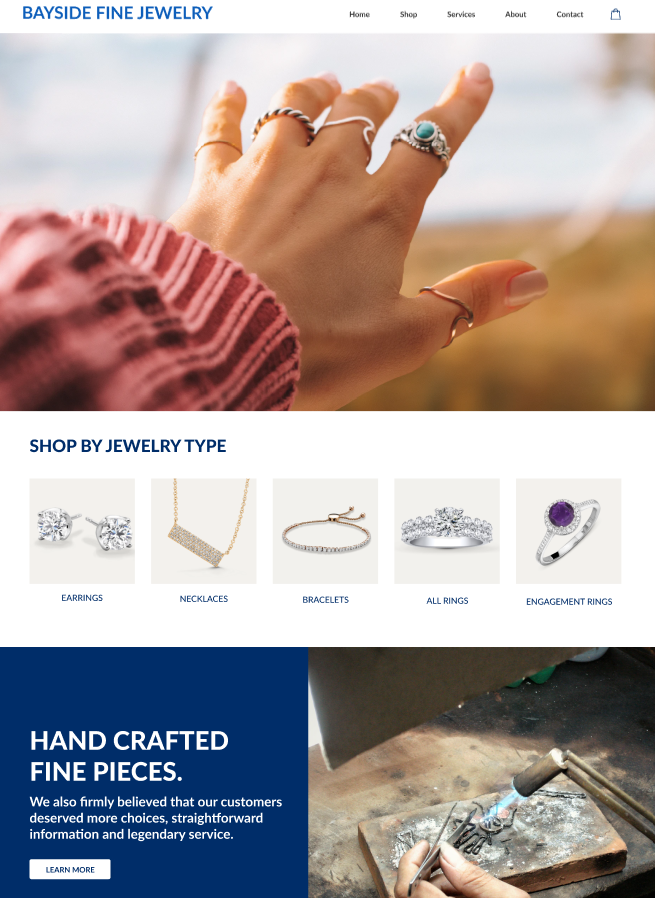 BAYSIDE FINE JEWELRY
Home Shop Services About Contact
SHOP BY JEWELRY TYPE
EARRINGS NECKLACES BRACELETS ALL RINGS ENGAGEMENT RINGS
HAND CRAFTED
FINE PIECES.
We also firmly believed that our customers
deserved more choices, straightforward
information and legendary service.
LEARN MORE